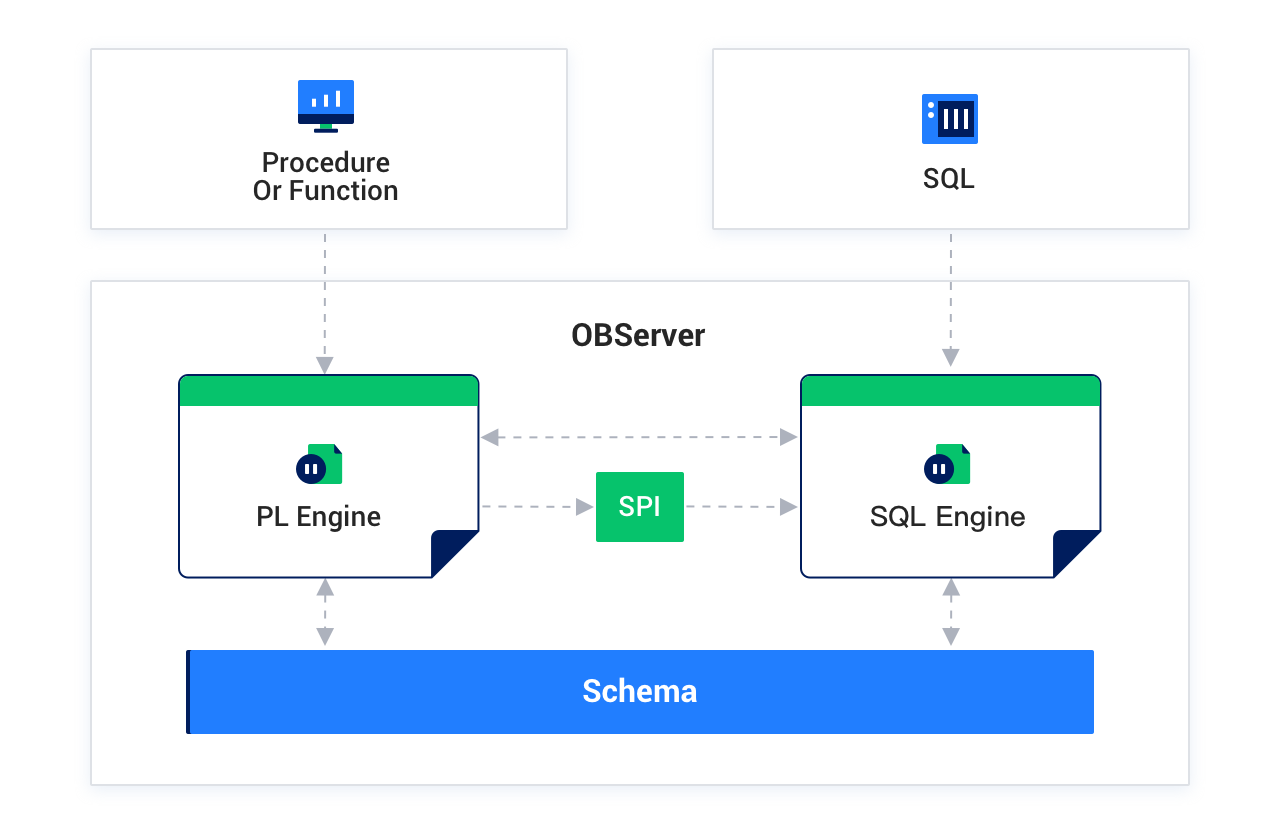 Procedure
Or Function
SQL
OBServer
PL Engine
SPI
SQL Engine
Schema